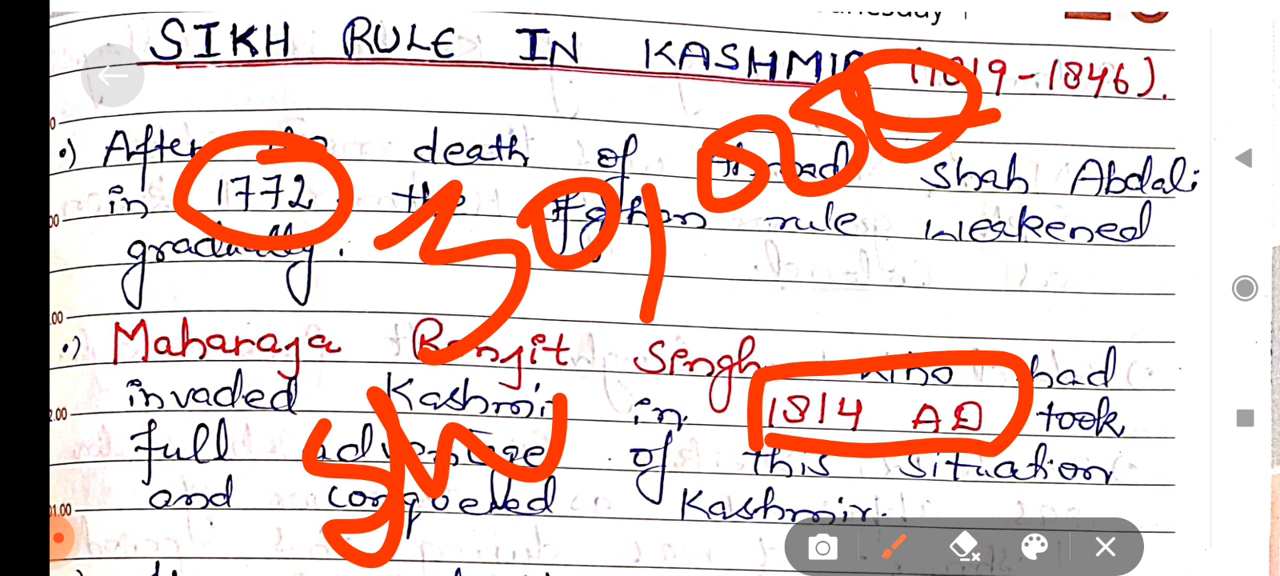 SIKH RULE IN KASHMIR (1819-1846).
•) After the death of Ahmad Shah Abdali
in 1772. the Afghan rule weakened
gradually.
•) Maharaja Ranjit Singh who had
invaded Kashmir in 1814 AD took
full advantage of this situation
and conquered Kashmir.